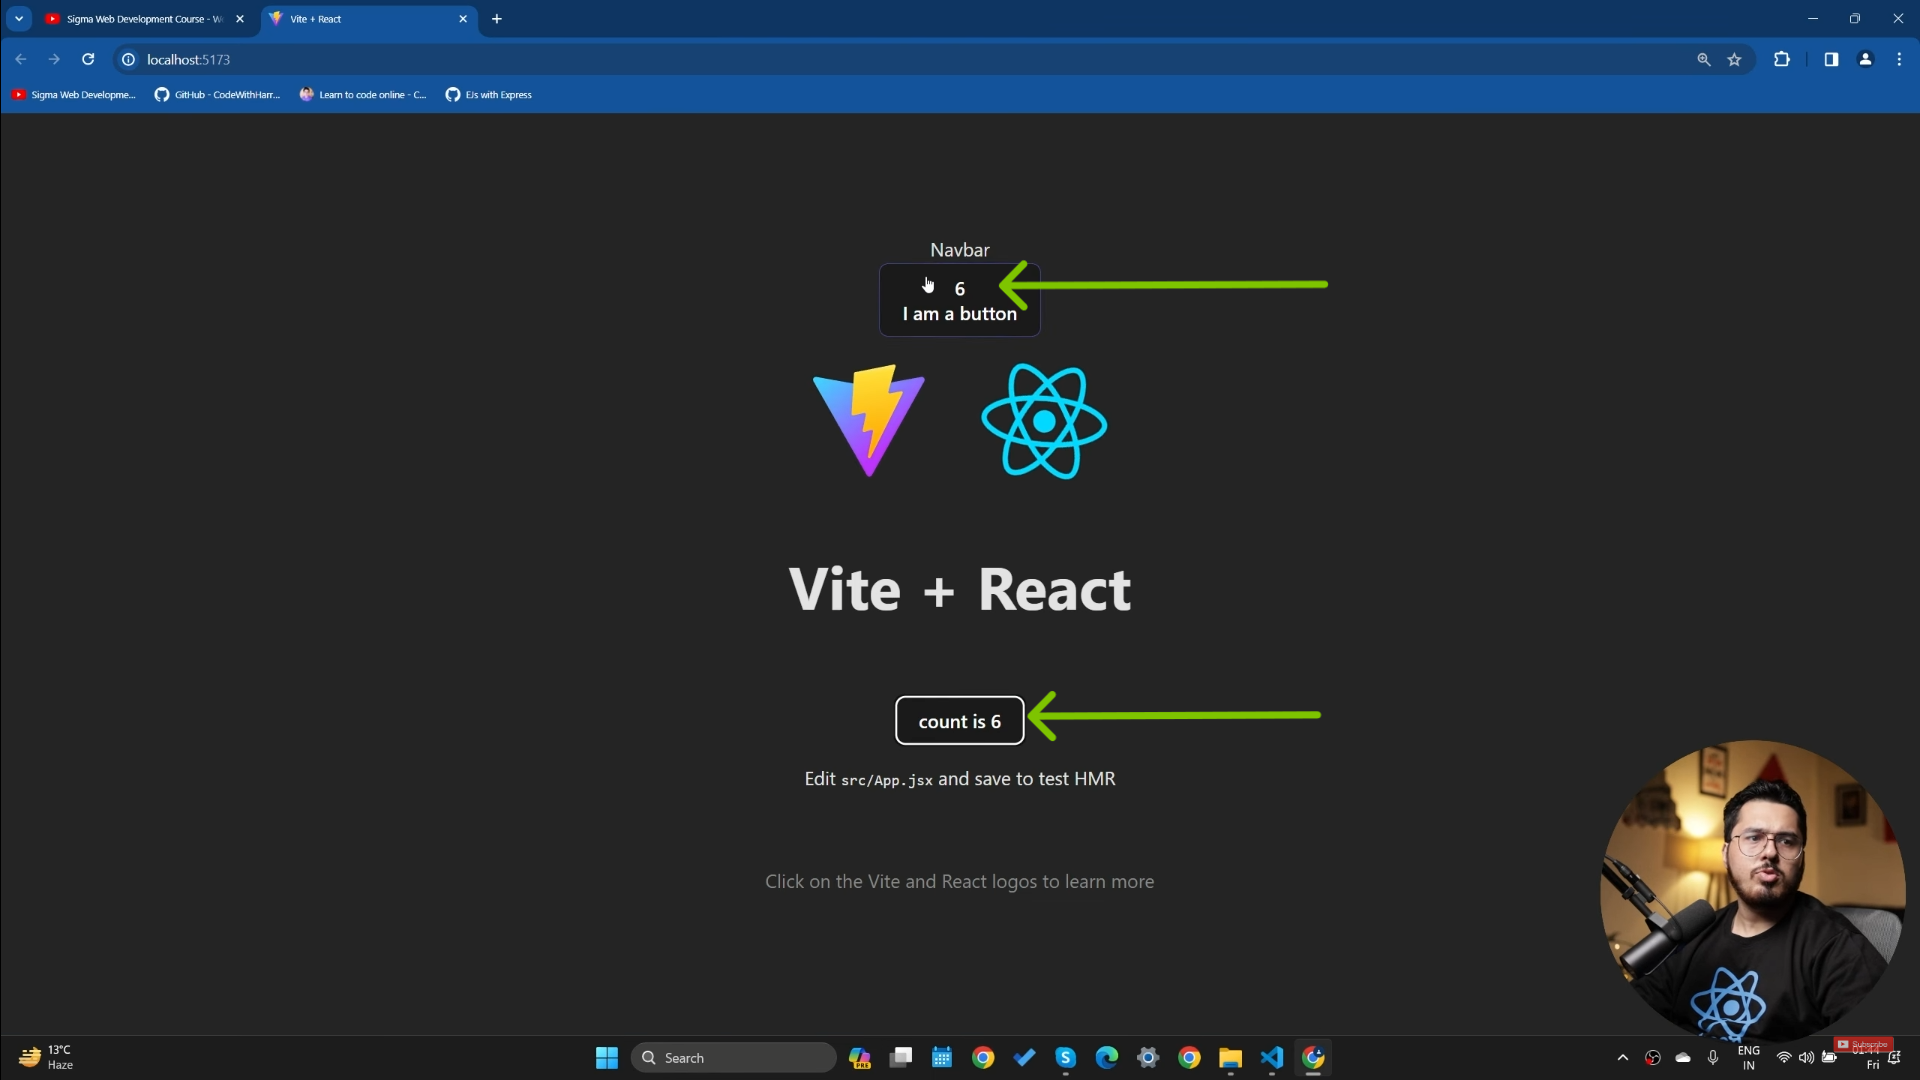 Sigma Web Development Course - W
Vite + React
localhost:5173
Sigma Web Developme...
GitHub - CodeWithHarr...
Learn to code online - C...
EJs with Express
Navbar
6
I am a button
Vite + React
count is 6
Edit src/App.jsx and save to test HMR
Click on the Vite and React logos to learn more
13°C
Haze
Search
PRE
ENG
IN
Subscribe
Fri